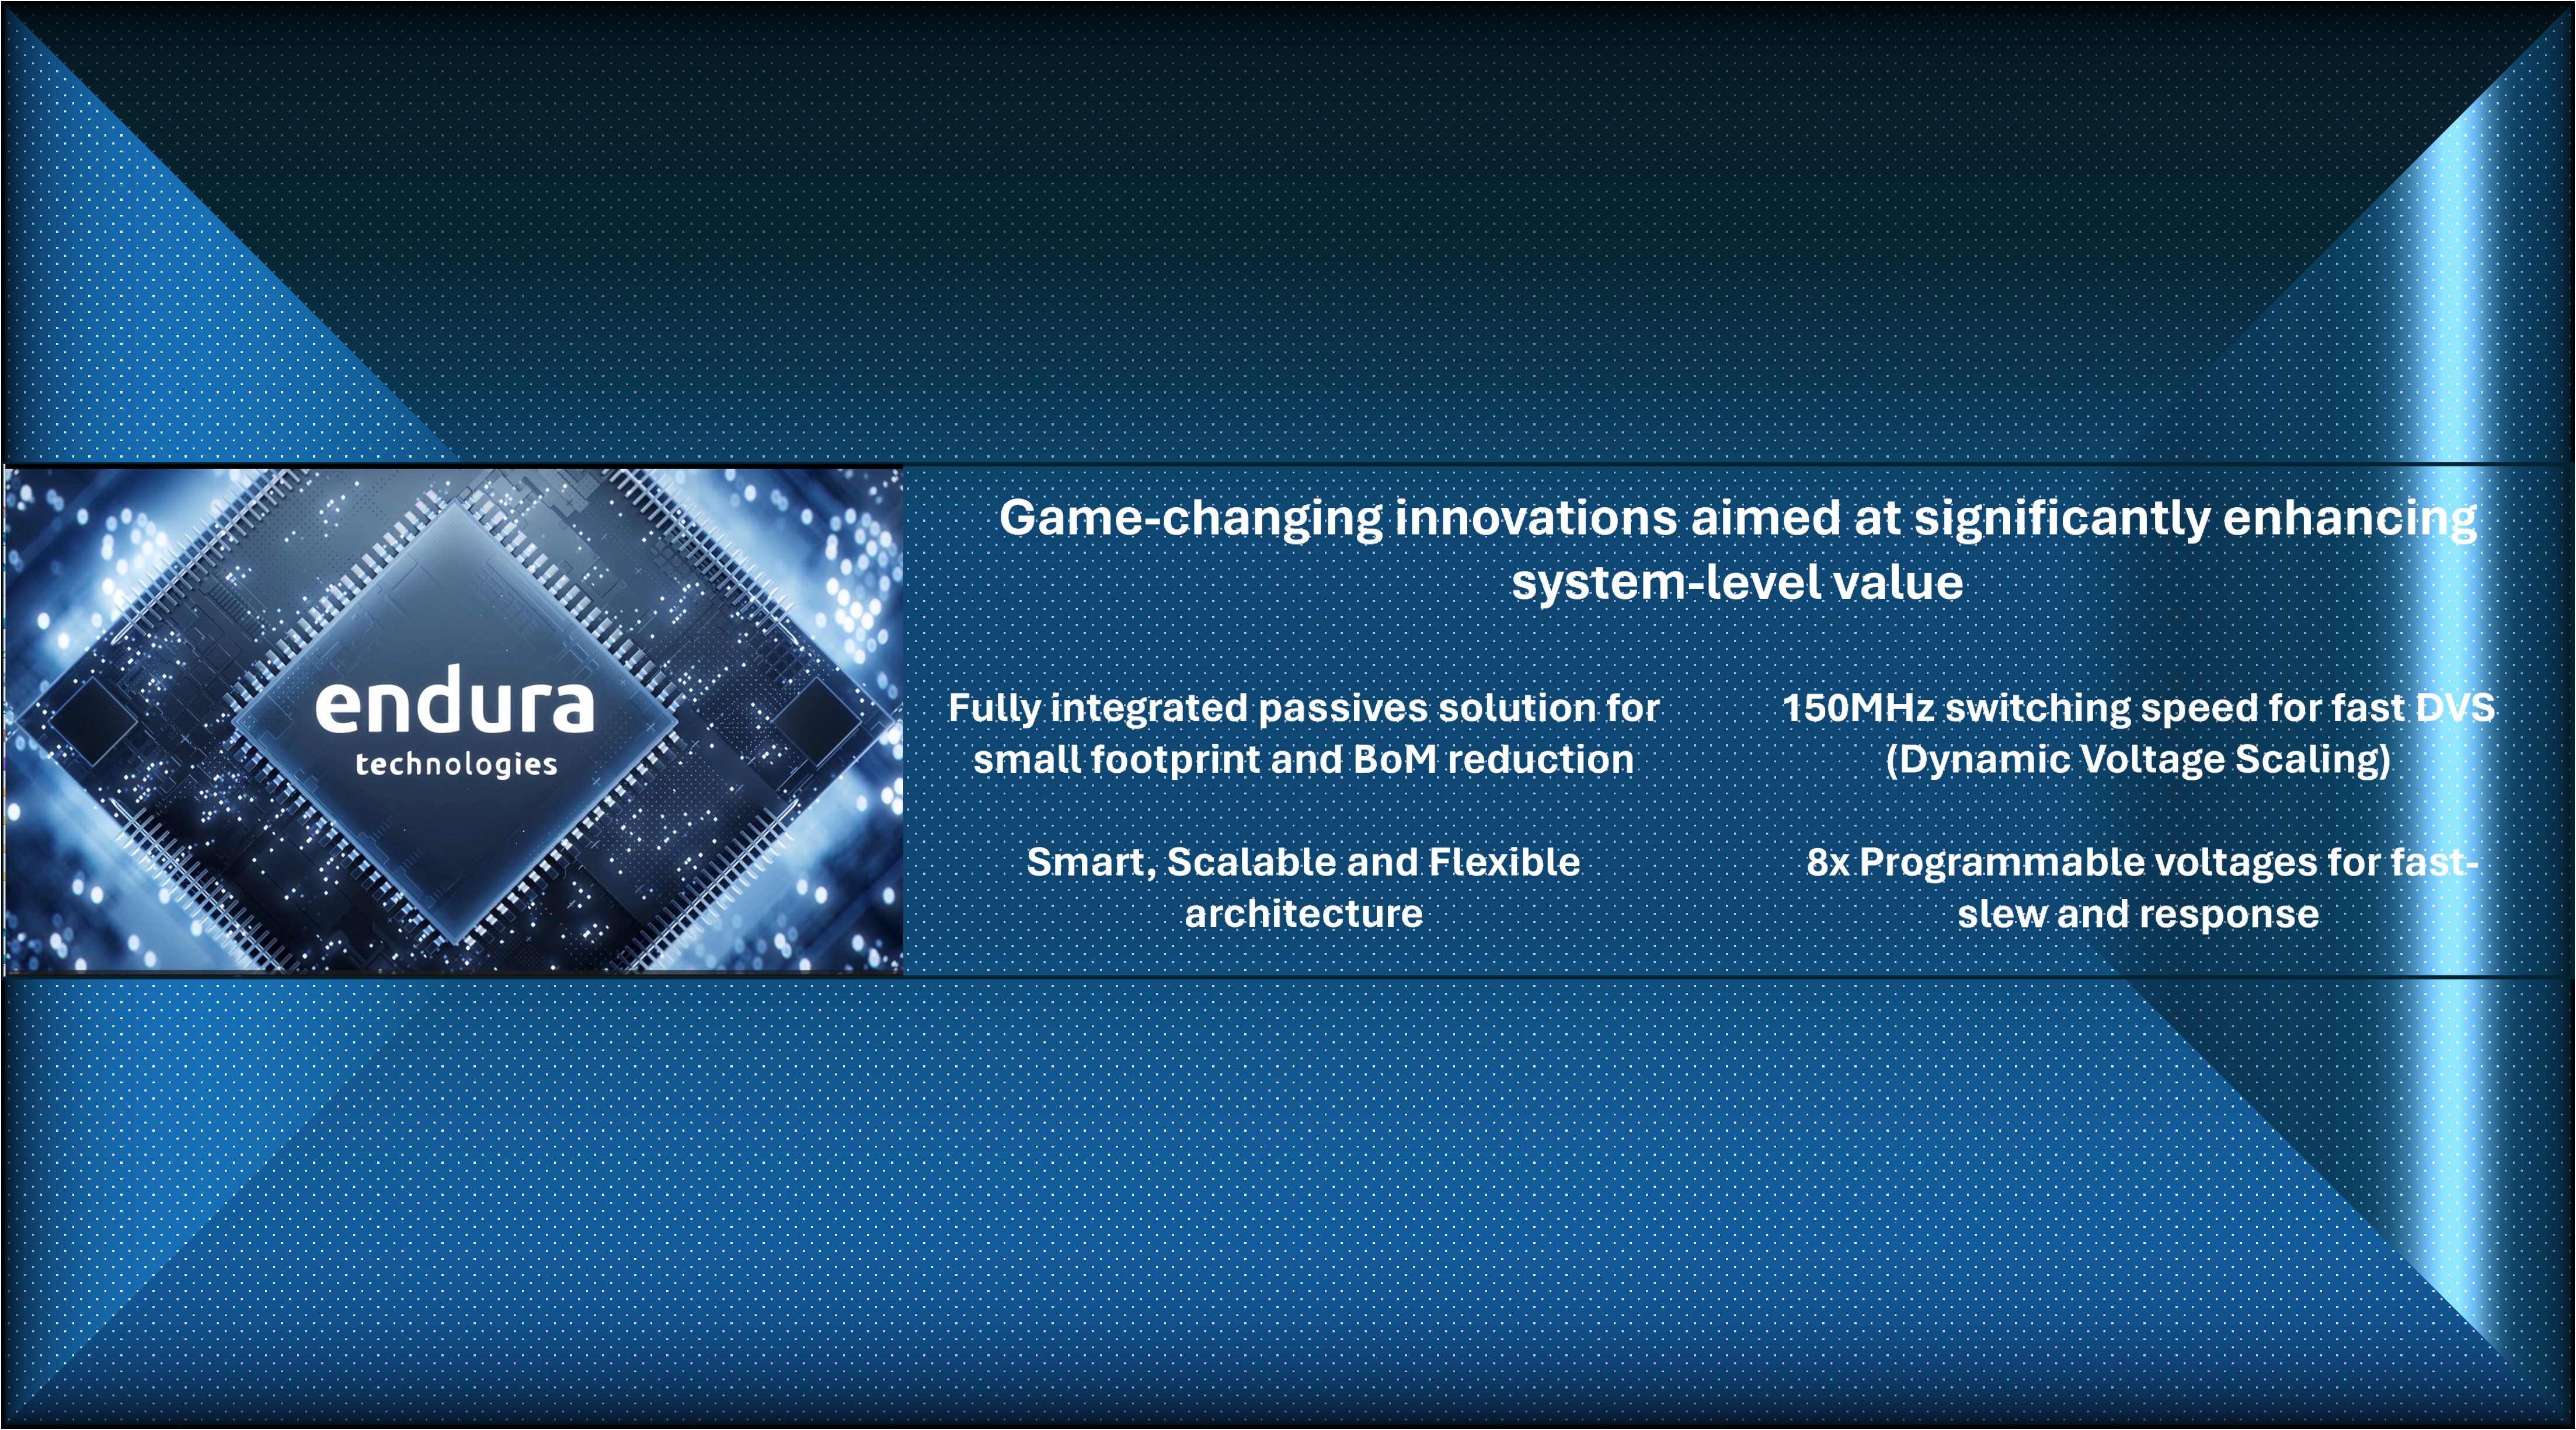 endura
technologies
Game-changing innovations aimed at significantly enhancing
system-level value
Fully integrated passives solution for
small footprint and BoM reduction
150MHz switching speed for fast DVS
(Dynamic Voltage Scaling)
Smart, Scalable and Flexible
architecture
8x Programmable voltages for fast-
slew and response